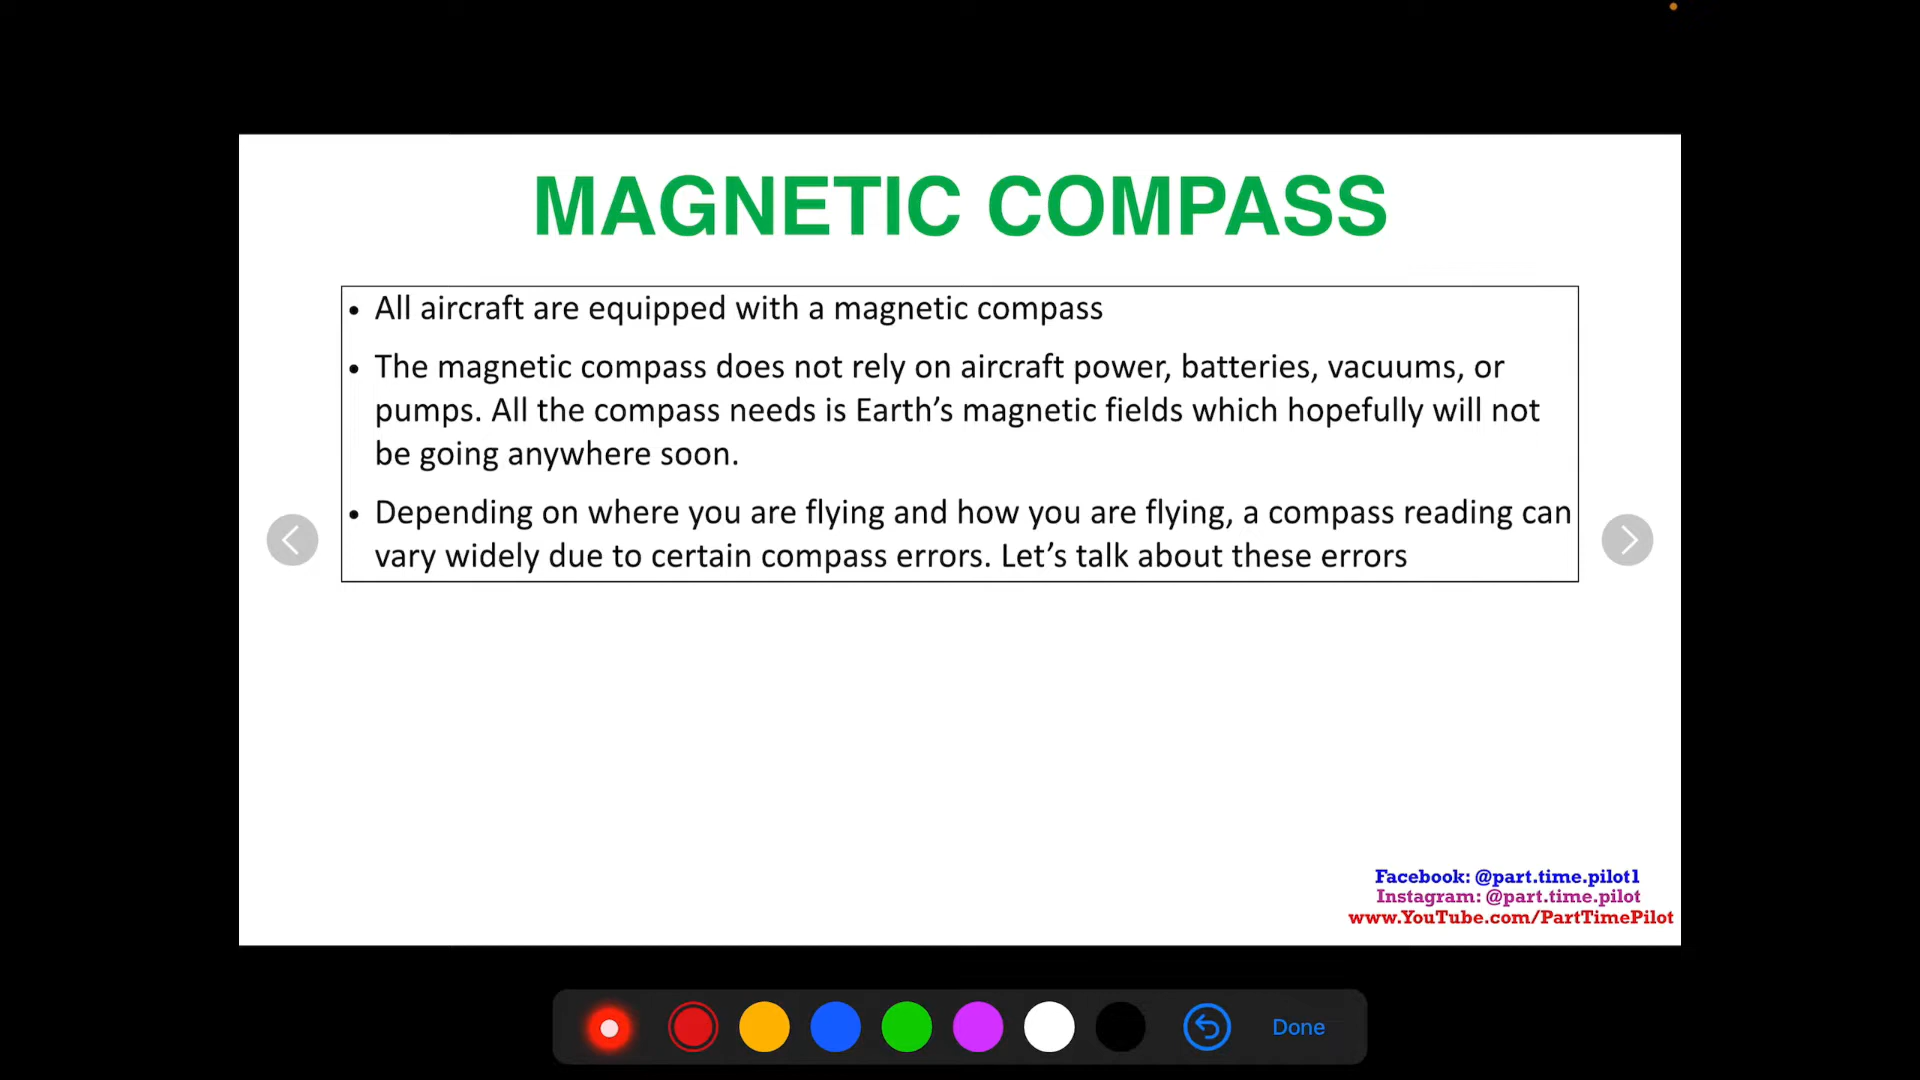 MAGNETIC COMPASS
• All aircraft are equipped with a magnetic compass
• The magnetic compass does not rely on aircraft power, batteries, vacuums, or
pumps. All the compass needs is Earth’s magnetic fields which hopefully will not
be going anywhere soon.
• Depending on where you are flying and how you are flying, a compass reading can
vary widely due to certain compass errors. Let’s talk about these errors
Facebook: @part.time.pilot1
Instagram: @part.time.pilot
www.YouTube.com/PartTimePilot
Done